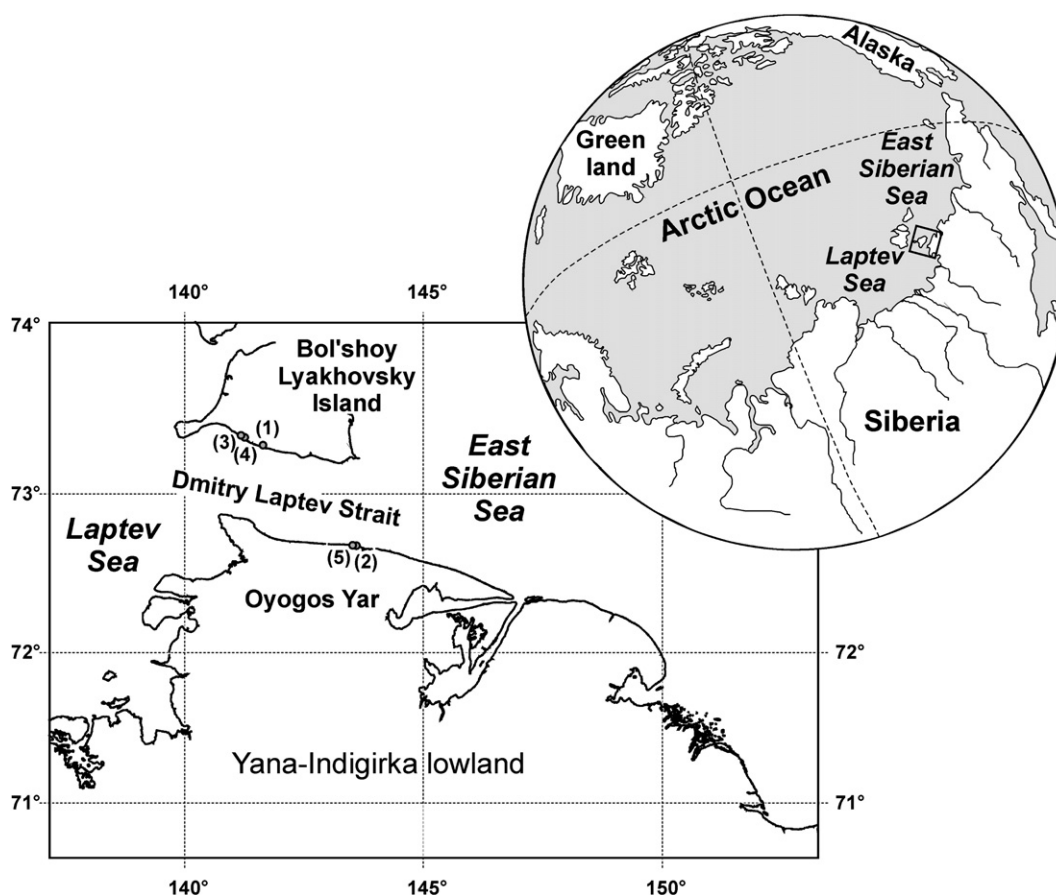 Alaska
Green
land
East
Siberian
Sea
Arctic Ocean
Laptev
Sea
Siberia
140°
145°
74°
Bol'shoy
Lyakhovsky
Island
(1)
(3)
(4)
East
Siberian
Sea
73°
Dmitry Laptev Strait
Laptev
Sea
(5) (2)
Oyogos Yar
72°
72°
Yana-Indigirka lowland
71°
71°
140°
145°
150°